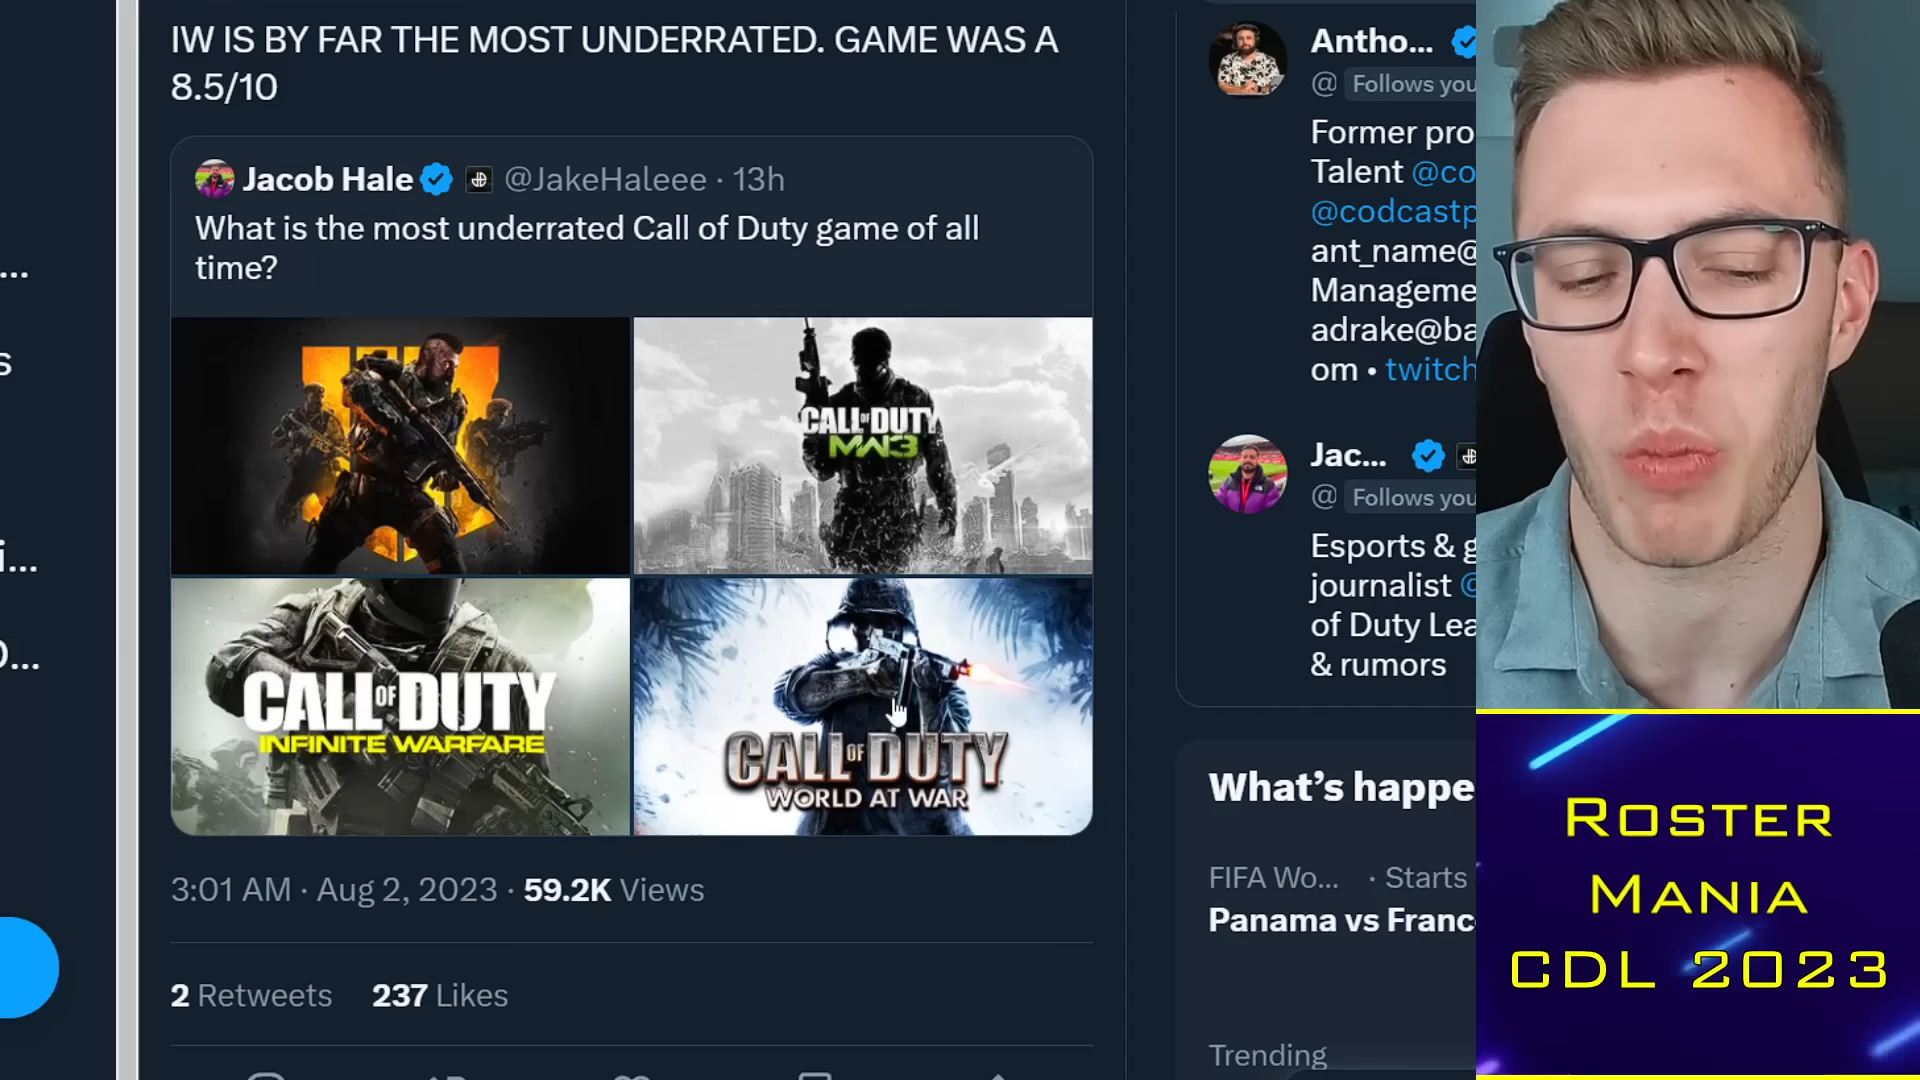 IW IS BY FAR THE MOST UNDERRATED. GAME WAS A
8.5/10
Jacob Hale @JakeHaleee · 13h
What is the most underrated Call of Duty game of all
time?
CALL OF DUTY
MW3
CALL OF DUTY
INFINITE WARFARE
CALL OF DUTY
WORLD AT WAR
3:01 AM · Aug 2, 2023 · 59.2K Views
2 Retweets 237 Likes
...
s
i...
...
Antho...
@ Follows you
Former pro
Talent @co
@codcastp
ant_name@
Manageme
adrake@ba
om • twitch
Jac...
@ Follows you
Esports & g
journalist @
of Duty Lea
& rumors
What's happe
FIFA Wo... · Starts
Panama vs Franc
Trending
ROSTER
MANIA
CDL 2023